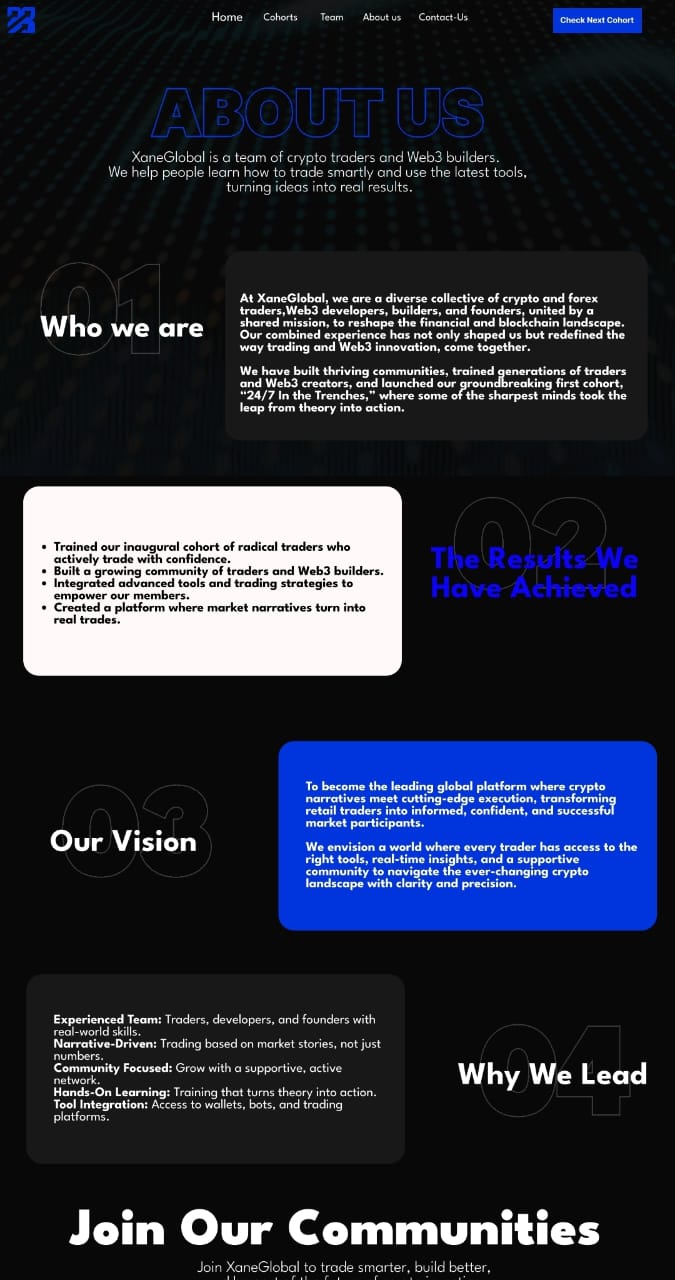 Home Cohorts Team About us Contact-Us Check Next Cohort
ABOUT US
XaneGlobal is a team of crypto traders and Web3 builders.
We help people learn how to trade smartly and use the latest tools,
turning ideas into real results.
01
Who we are
At XaneGlobal, we are a diverse collective of crypto and forex
traders,Web3 developers, builders, and founders, united by a
shared mission, to reshape the financial and blockchain landscape.
Our combined experience has not only shaped us but redefined the
way trading and Web3 innovation, come together.
We have built thriving communities, trained generations of traders
and Web3 creators, and launched our groundbreaking first cohort,
“24/7 In the Trenches,” where some of the sharpest minds took the
leap from theory into action.
• Trained our inaugural cohort of radical traders who
actively trade with confidence.
• Built a growing community of traders and Web3 builders.
• Integrated advanced tools and trading strategies to
empower our members.
• Created a platform where market narratives turn into
real trades.
02
The Results We
Have Achieved
03
Our Vision
To become the leading global platform where crypto
narratives meet cutting-edge execution, transforming
retail traders into informed, confident, and successful
market participants.
We envision a world where every trader has access to the
right tools, real-time insights, and a supportive
community to navigate the ever-changing crypto
landscape with clarity and precision.
Experienced Team: Traders, developers, and founders with
real-world skills.
Narrative-Driven: Trading based on market stories, not just
numbers.
Community Focused: Grow with a supportive, active
network.
Hands-On Learning: Training that turns theory into action.
Tool Integration: Access to wallets, bots, and trading
platforms.
04
Why We Lead
Join Our Communities
Join XaneGlobal to trade smarter, build better,